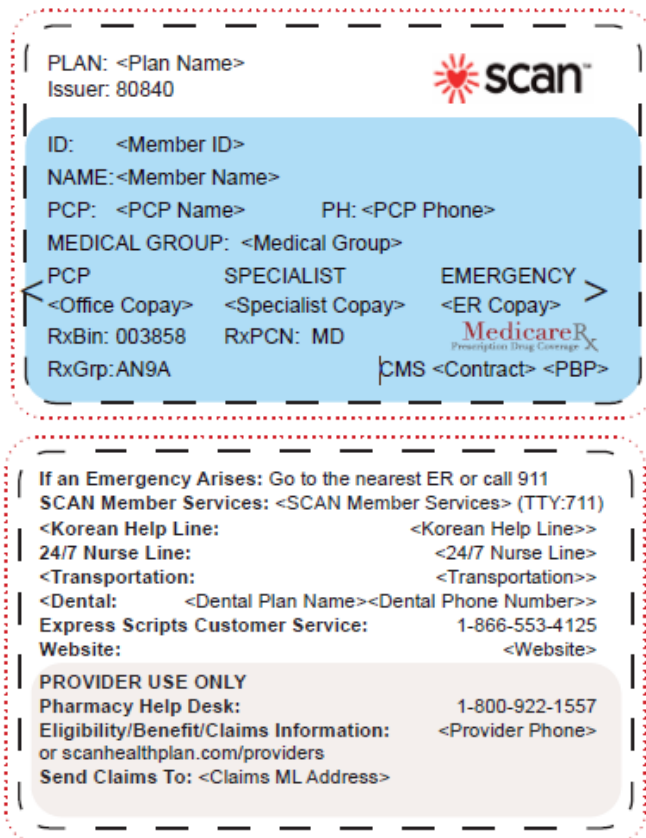 PLAN: <Plan Name>
Issuer: 80840
scan™
ID: <Member ID>
NAME:<Member Name>
PCP: <PCP Name> PH: <PCP Phone>
MEDICAL GROUP: <Medical Group>
PCP SPECIALIST EMERGENCY
<Office Copay> <Specialist Copay> <ER Copay>
RxBin: 003858 RxPCN: MD
MedicareRx
Prescription Drug Coverage
RxGrp:AN9A CMS <Contract> <PBP>
If an Emergency Arises: Go to the nearest ER or call 911
SCAN Member Services: <SCAN Member Services> (TTY:711)
<Korean Help Line: <Korean Help Line>>
24/7 Nurse Line: <24/7 Nurse Line>
<Transportation: <Transportation>>
<Dental: <Dental Plan Name><Dental Phone Number>>
Express Scripts Customer Service: 1-866-553-4125
Website: <Website>
PROVIDER USE ONLY
Pharmacy Help Desk: 1-800-922-1557
Eligibility/Benefit/Claims Information: <Provider Phone>
or scanhealthplan.com/providers
Send Claims To: <Claims ML Address>